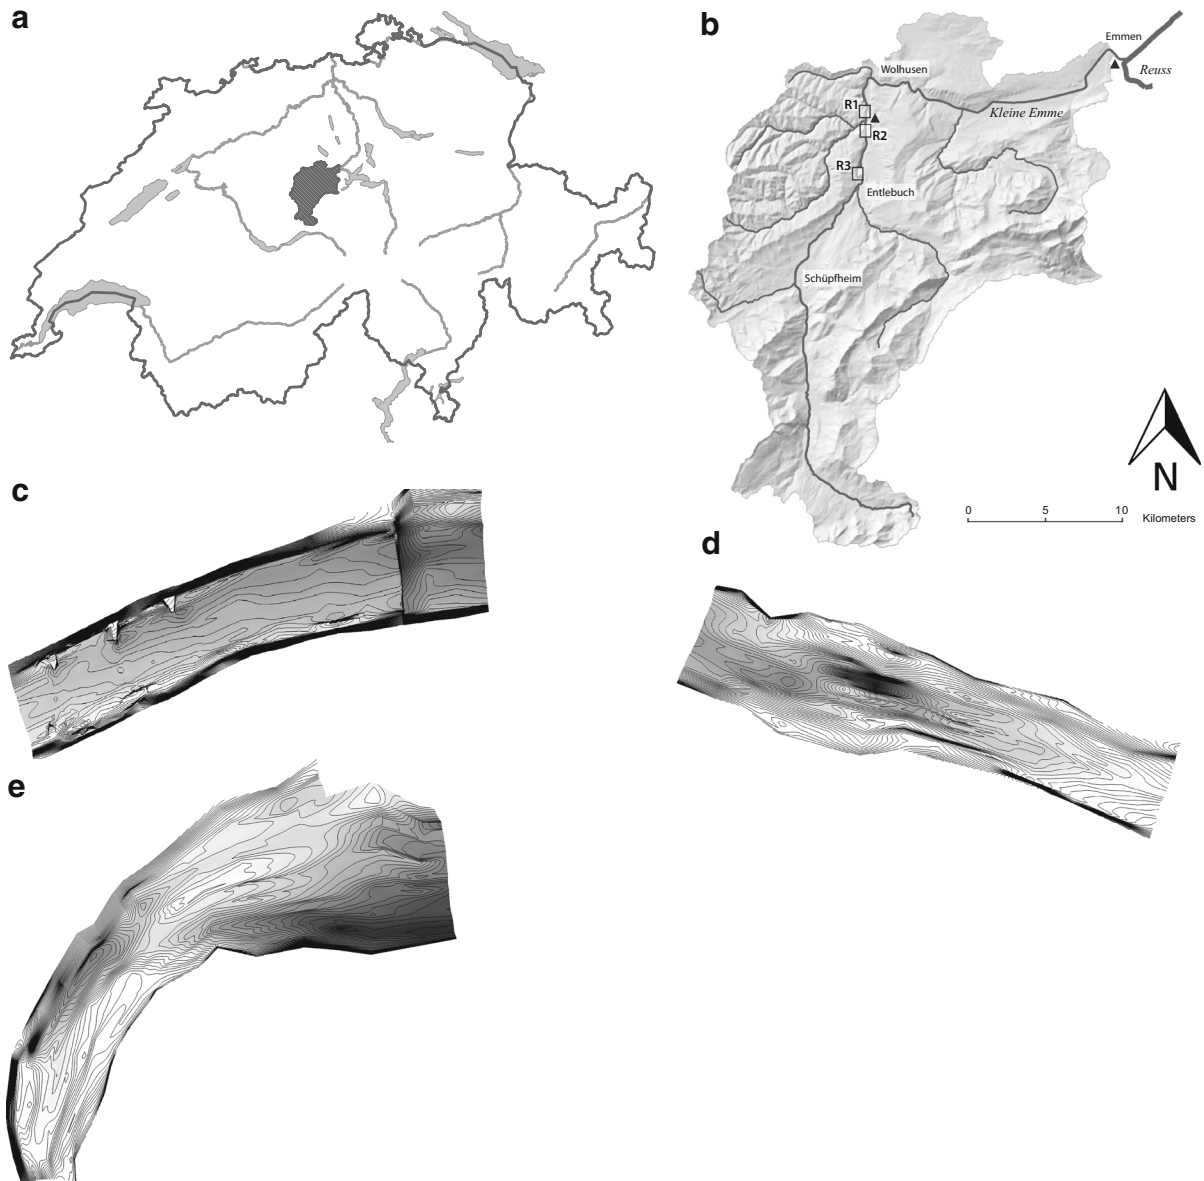 a
b
Emmen
Reuss
Wolhusen
Kleine Emme
R1
R2
R3
Entlebuch
Schüpfheim
N
0 5 10
Kilometers
c
d
e